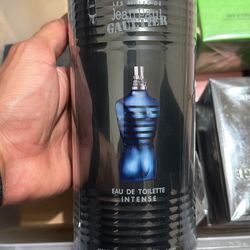 Jean Paul
GAULTIER
EAU DE TOILETTE
INTENSE